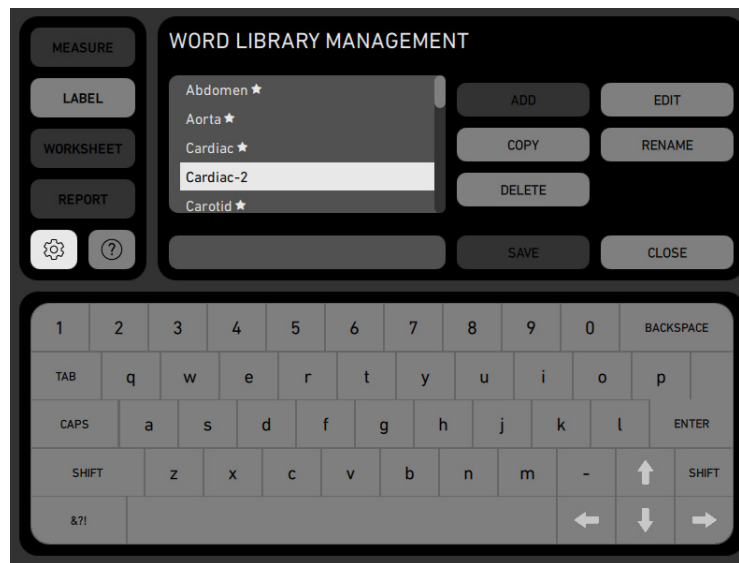 MEASURE
LABEL
WORKSHEET
REPORT
?
WORD LIBRARY MANAGEMENT
Abdomen ★
Aorta ★
Cardiac ★
Cardiac-2
Carotid ★
ADD EDIT
COPY RENAME
DELETE
SAVE CLOSE
1 2 3 4 5 6 7 8 9 0 BACKSPACE
TAB q w e r t y u i o p
CAPS a s d f g h j k l ENTER
SHIFT z x c v b n m - ↑ SHIFT
&?! ← ↓ →